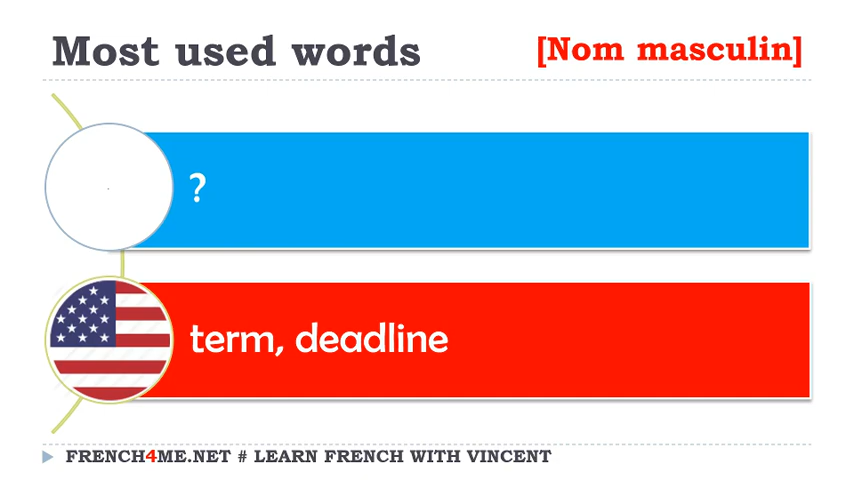 Most used words
[Nom masculin]
?
term, deadline
FRENCH4ME.NET # LEARN FRENCH WITH VINCENT